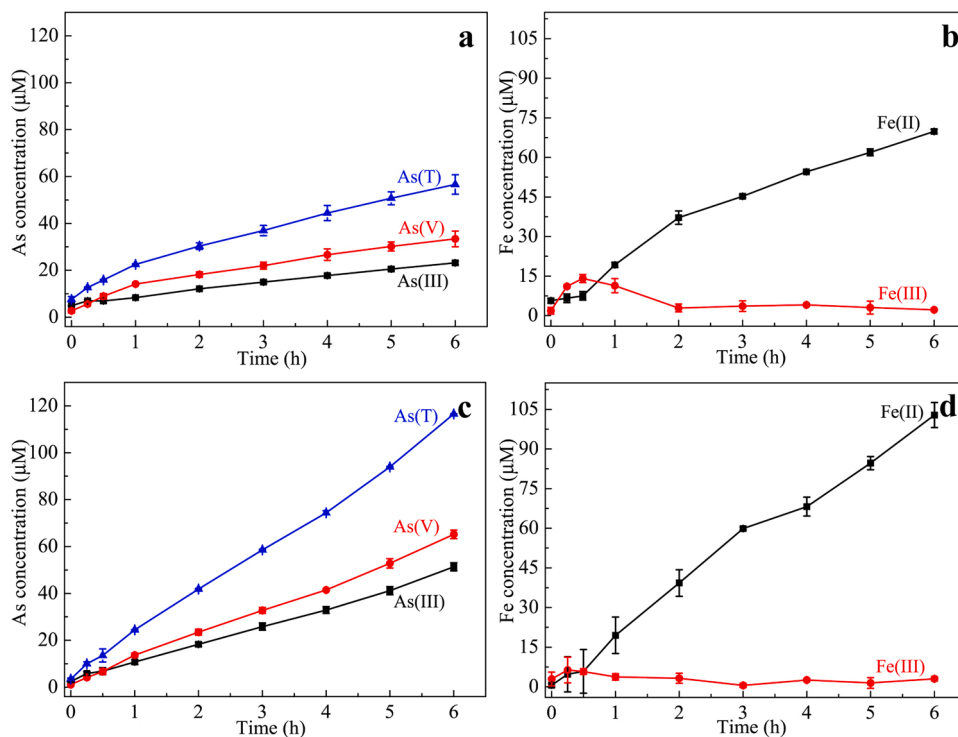 a
As concentration (μM)
120
100
80
60
40
20
0
As(T)
As(V)
As(III)
0 1 2 3 4 5 6
Time (h)
b
Fe concentration (μM)
105
90
75
60
45
30
15
0
Fe(II)
Fe(III)
0 1 2 3 4 5 6
Time (h)
c
As concentration (μM)
120
100
80
60
40
20
0
As(T)
As(V)
As(III)
0 1 2 3 4 5 6
Time (h)
d
Fe concentration (μM)
105
90
75
60
45
30
15
0
Fe(II)
Fe(III)
0 1 2 3 4 5 6
Time (h)